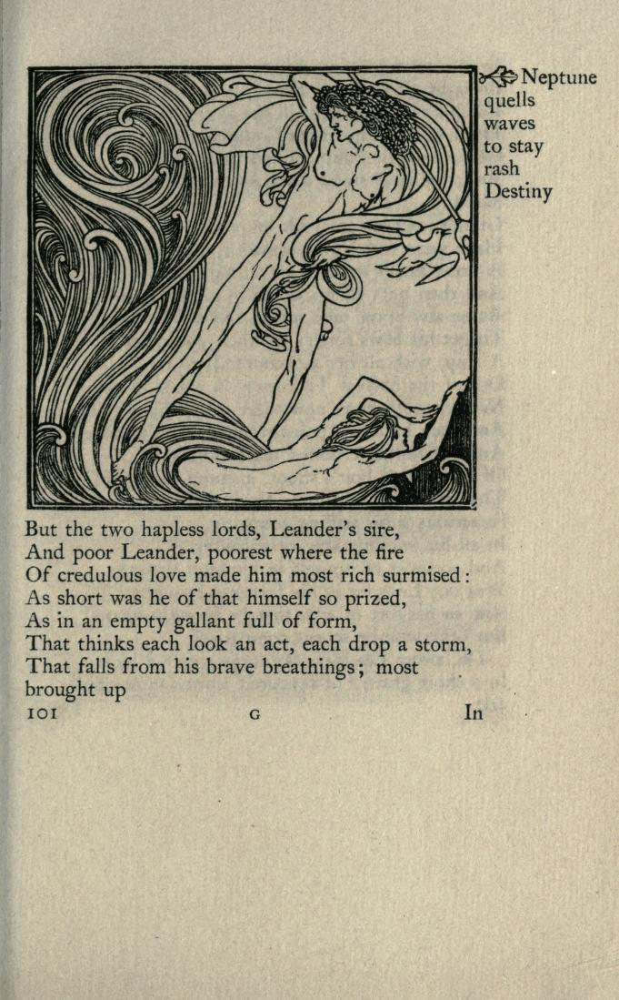 Neptune
quells
waves
to stay
rash
Destiny
But the two hapless lords, Leander's sire,
And poor Leander, poorest where the fire
Of credulous love made him most rich surmised :
As short was he of that himself so prized,
As in an empty gallant full of form,
That thinks each look an act, each drop a storm,
That falls from his brave breathings ; most
brought up
101 G In